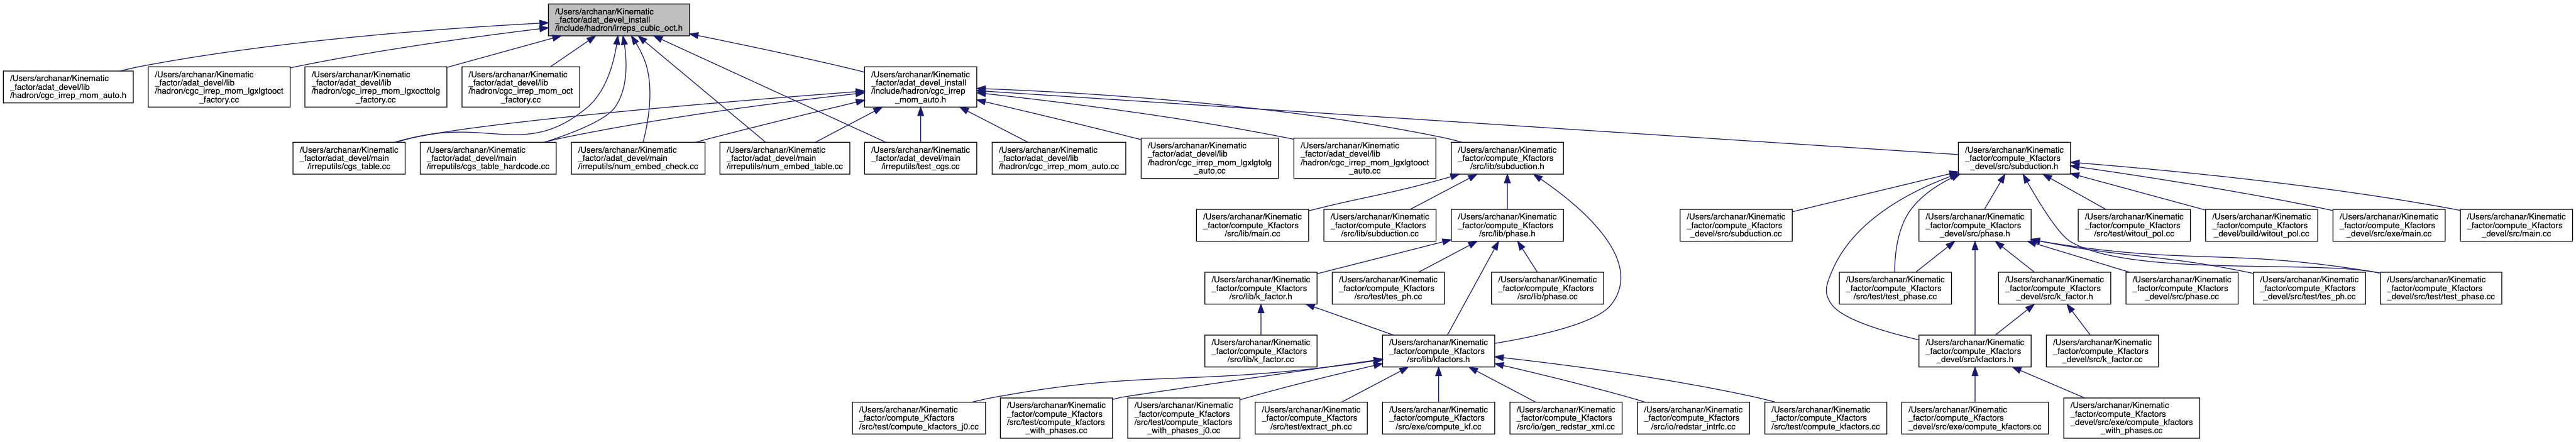 /Users/archanar/Kinematic
_factor/adat_devel_install
/include/hadron/irreps_cubic_oct.h
/Users/archanar/Kinematic
_factor/adat_devel/lib
/hadron/cgc_irrep_mom_auto.h
/Users/archanar/Kinematic
_factor/adat_devel/lib
/hadron/cgc_irrep_mom_lgxlgtooct
_factory.cc
/Users/archanar/Kinematic
_factor/adat_devel/lib
/hadron/cgc_irrep_mom_lgxocttolg
_factory.cc
/Users/archanar/Kinematic
_factor/adat_devel/lib
/hadron/cgc_irrep_mom_oct
_factory.cc
/Users/archanar/Kinematic
_factor/adat_devel_install
/include/hadron/cgc_irrep
_mom_auto.h
/Users/archanar/Kinematic
_factor/adat_devel/main
/irreputils/cgs_table.cc
/Users/archanar/Kinematic
_factor/adat_devel/main
/irreputils/cgs_table_hardcode.cc
/Users/archanar/Kinematic
_factor/adat_devel/main
/irreputils/num_embed_check.cc
/Users/archanar/Kinematic
_factor/adat_devel/main
/irreputils/num_embed_table.cc
/Users/archanar/Kinematic
_factor/adat_devel/main
/irreputils/test_cgs.cc
/Users/archanar/Kinematic
_factor/adat_devel/lib
/hadron/cgc_irrep_mom_auto.cc
/Users/archanar/Kinematic
_factor/adat_devel/lib
/hadron/cgc_irrep_mom_lgxlgtolg
_auto.cc
/Users/archanar/Kinematic
_factor/adat_devel/lib
/hadron/cgc_irrep_mom_lgxlgtooct
_auto.cc
/Users/archanar/Kinematic
_factor/compute_Kfactors
/src/lib/subduction.h
/Users/archanar/Kinematic
_factor/compute_Kfactors
_devel/src/subduction.h
/Users/archanar/Kinematic
_factor/compute_Kfactors
/src/lib/main.cc
/Users/archanar/Kinematic
_factor/compute_Kfactors
/src/lib/subduction.cc
/Users/archanar/Kinematic
_factor/compute_Kfactors
/src/lib/phase.h
/Users/archanar/Kinematic
_factor/compute_Kfactors
_devel/src/subduction.cc
/Users/archanar/Kinematic
_factor/compute_Kfactors
_devel/src/phase.h
/Users/archanar/Kinematic
_factor/compute_Kfactors
/src/test/witout_pol.cc
/Users/archanar/Kinematic
_factor/compute_Kfactors
_devel/build/witout_pol.cc
/Users/archanar/Kinematic
_factor/compute_Kfactors
_devel/src/exe/main.cc
/Users/archanar/Kinematic
_factor/compute_Kfactors
_devel/src/main.cc
/Users/archanar/Kinematic
_factor/compute_Kfactors
/src/lib/k_factor.h
/Users/archanar/Kinematic
_factor/compute_Kfactors
/src/test/tes_ph.cc
/Users/archanar/Kinematic
_factor/compute_Kfactors
/src/lib/phase.cc
/Users/archanar/Kinematic
_factor/compute_Kfactors
/src/test/test_phase.cc
/Users/archanar/Kinematic
_factor/compute_Kfactors
_devel/src/k_factor.h
/Users/archanar/Kinematic
_factor/compute_Kfactors
_devel/src/phase.cc
/Users/archanar/Kinematic
_factor/compute_Kfactors
_devel/src/test/tes_ph.cc
/Users/archanar/Kinematic
_factor/compute_Kfactors
_devel/src/test/test_phase.cc
/Users/archanar/Kinematic
_factor/compute_Kfactors
/src/lib/k_factor.cc
/Users/archanar/Kinematic
_factor/compute_Kfactors
/src/lib/kfactors.h
/Users/archanar/Kinematic
_factor/compute_Kfactors
_devel/src/kfactors.h
/Users/archanar/Kinematic
_factor/compute_Kfactors
_devel/src/k_factor.cc
/Users/archanar/Kinematic
_factor/compute_Kfactors
/src/test/compute_kfactors_j0.cc
/Users/archanar/Kinematic
_factor/compute_Kfactors
/src/test/compute_kfactors
_with_phases.cc
/Users/archanar/Kinematic
_factor/compute_Kfactors
/src/test/compute_kfactors
_with_phases_j0.cc
/Users/archanar/Kinematic
_factor/compute_Kfactors
/src/test/extract_ph.cc
/Users/archanar/Kinematic
_factor/compute_Kfactors
/src/exe/compute_kf.cc
/Users/archanar/Kinematic
_factor/compute_Kfactors
/src/io/gen_redstar_xml.cc
/Users/archanar/Kinematic
_factor/compute_Kfactors
/src/io/redstar_intrfc.cc
/Users/archanar/Kinematic
_factor/compute_Kfactors
/src/test/compute_kfactors.cc
/Users/archanar/Kinematic
_factor/compute_Kfactors
_devel/src/exe/compute_kfactors.cc
/Users/archanar/Kinematic
_factor/compute_Kfactors
_devel/src/exe/compute_kfactors
_with_phases.cc